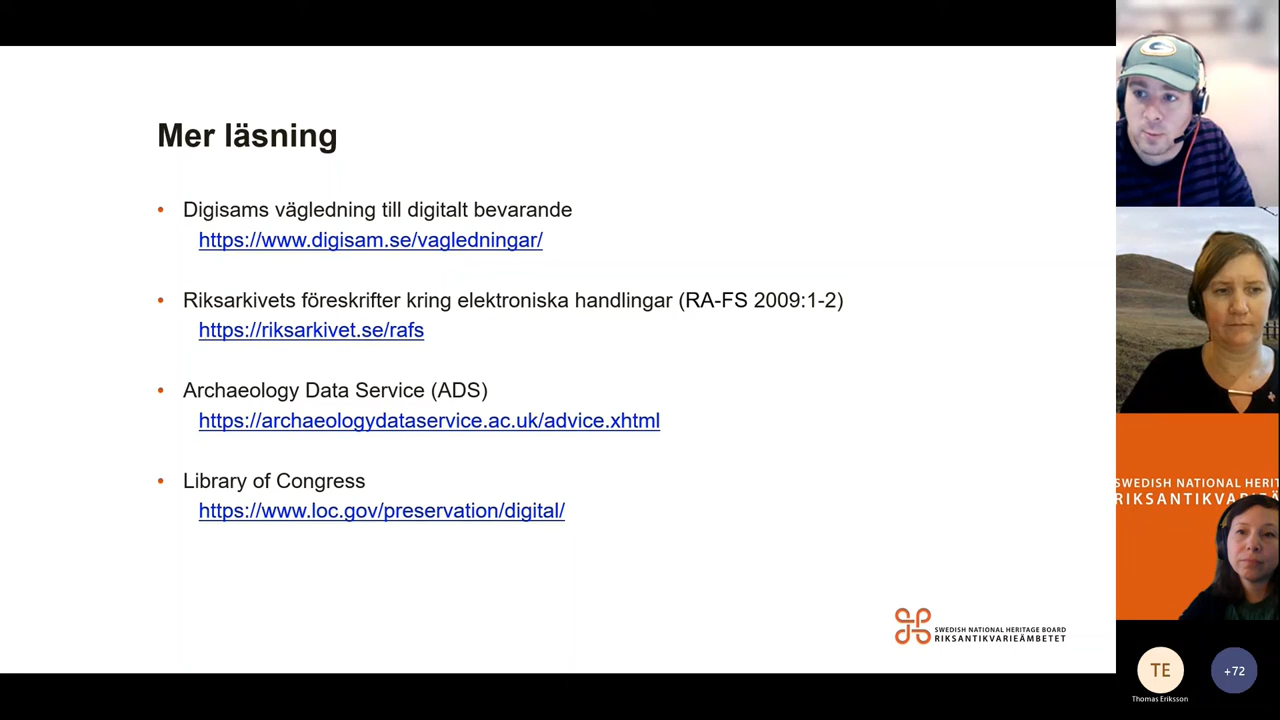 Mer läsning
• Digisams vägledning till digitalt bevarande
https://www.digisam.se/vagledningar/
• Riksarkivets föreskrifter kring elektroniska handlingar (RA-FS 2009:1-2)
https://riksarkivet.se/rafs
• Archaeology Data Service (ADS)
https://archaeologydataservice.ac.uk/advice.xhtml
• Library of Congress
https://www.loc.gov/preservation/digital/
SWEDISH NATIONAL HERITAGE BOARD
RIKSANTIKVARIEÄMBETET
G
SWEDISH NATIONAL HERIT
RIKSANTIKVARIEÄ
TE
Thomas Eriksson
+72